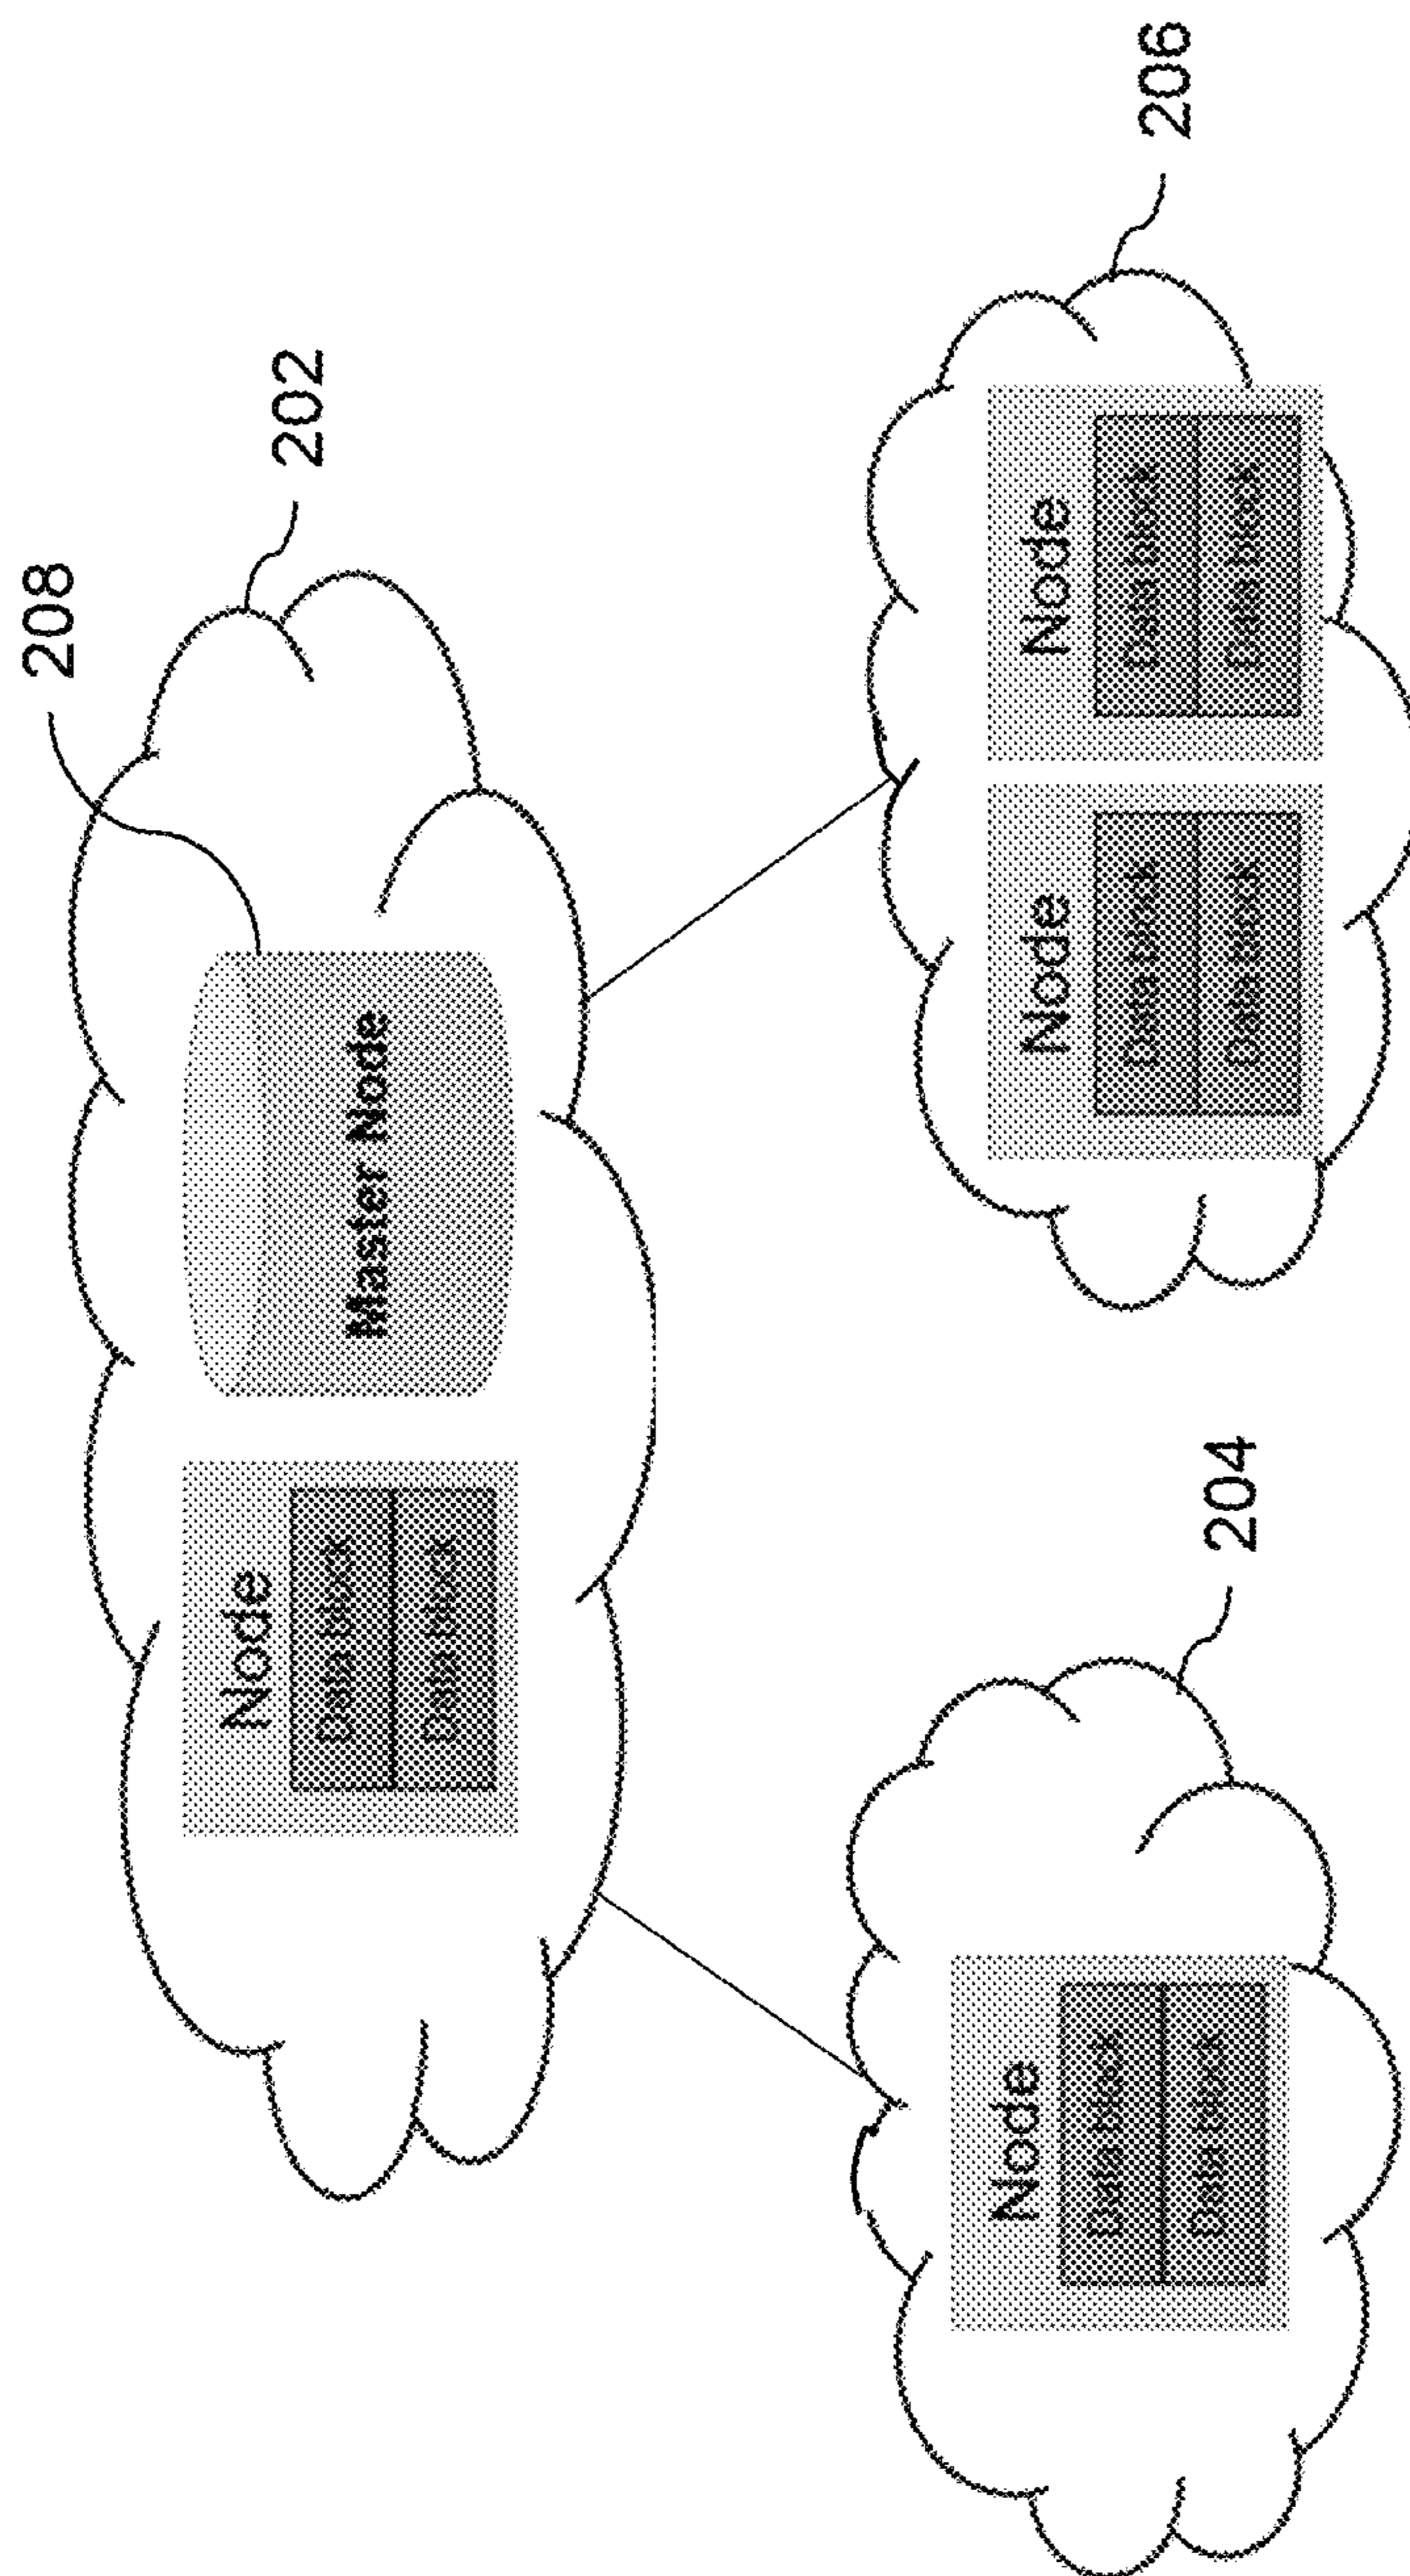 208
202
Node
Data block
Data block
Master Node
204
Node
Data block
Data block
206
Node
Data block
Data block
Node
Data block
Data block